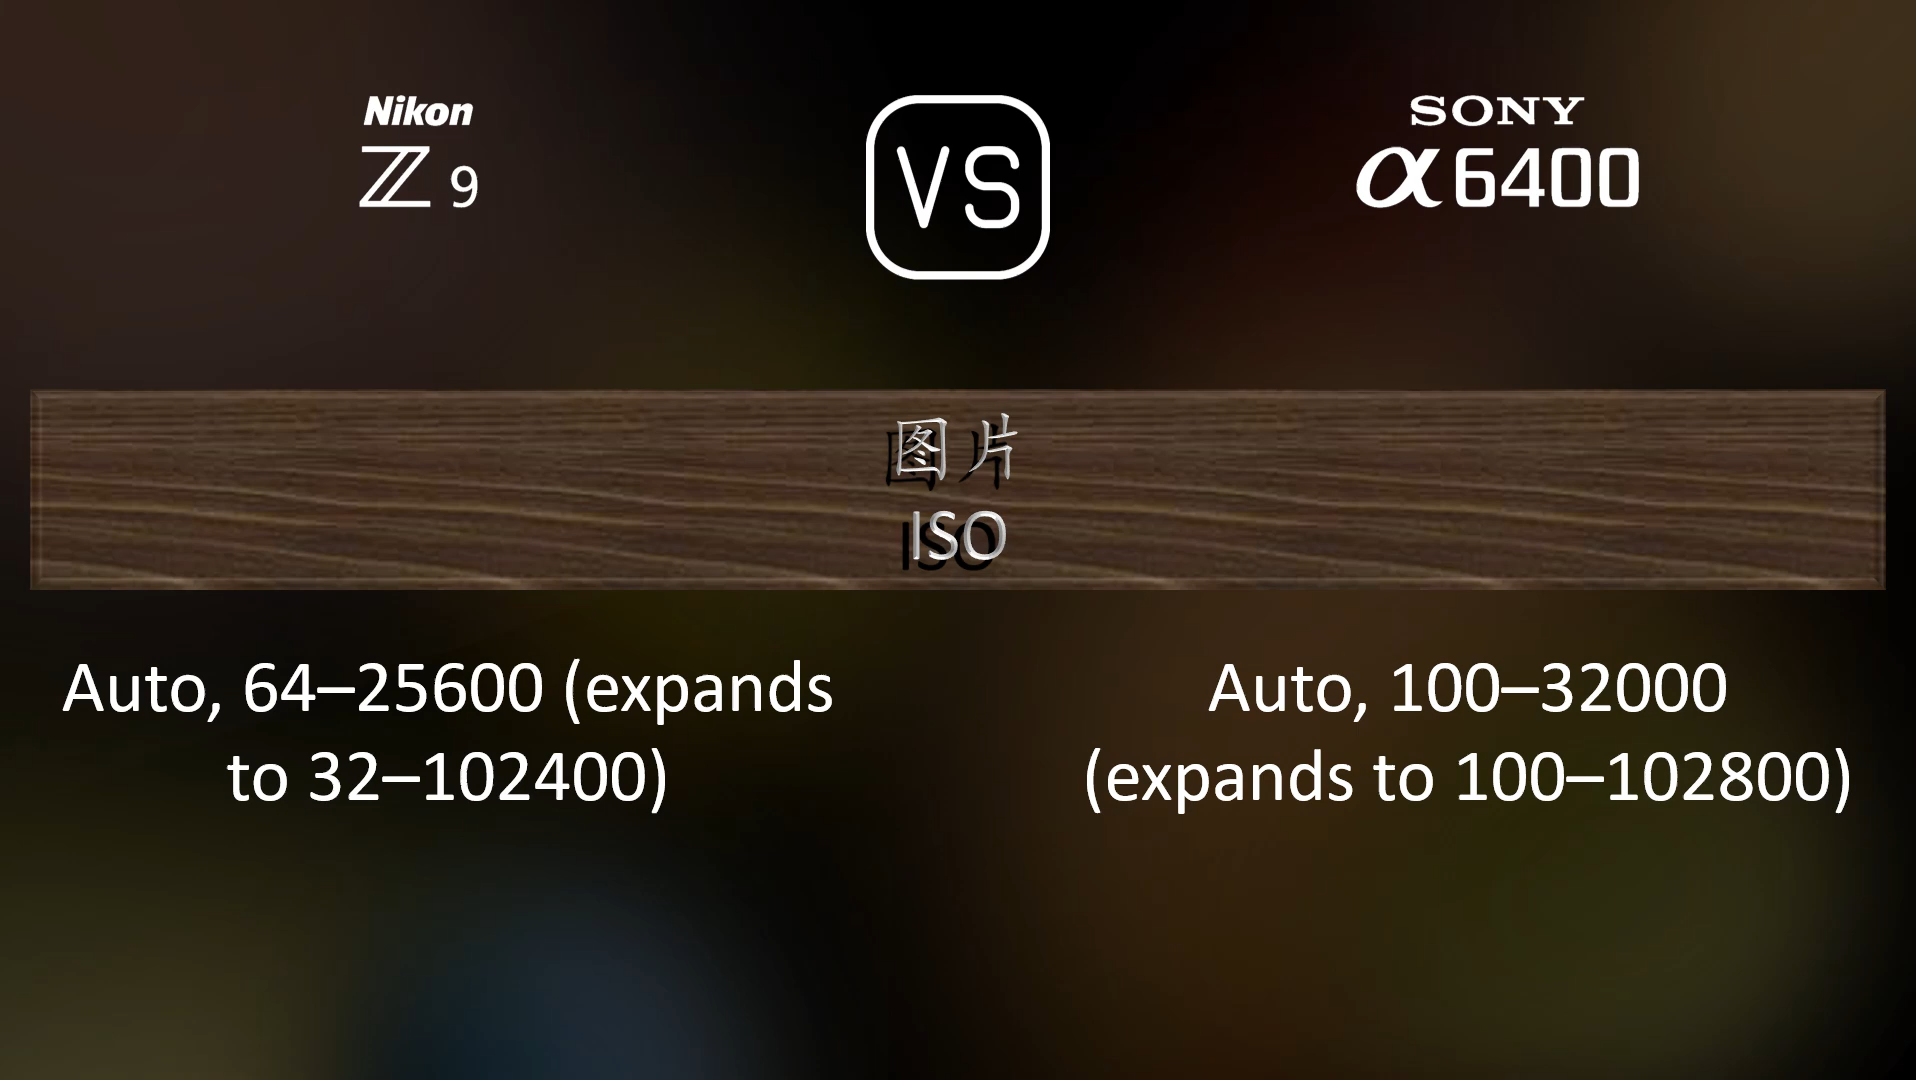 Nikon
Z 9
VS
SONY
α6400
图片
ISO
Auto, 64–25600 (expands
to 32–102400)
Auto, 100–32000
(expands to 100–102800)